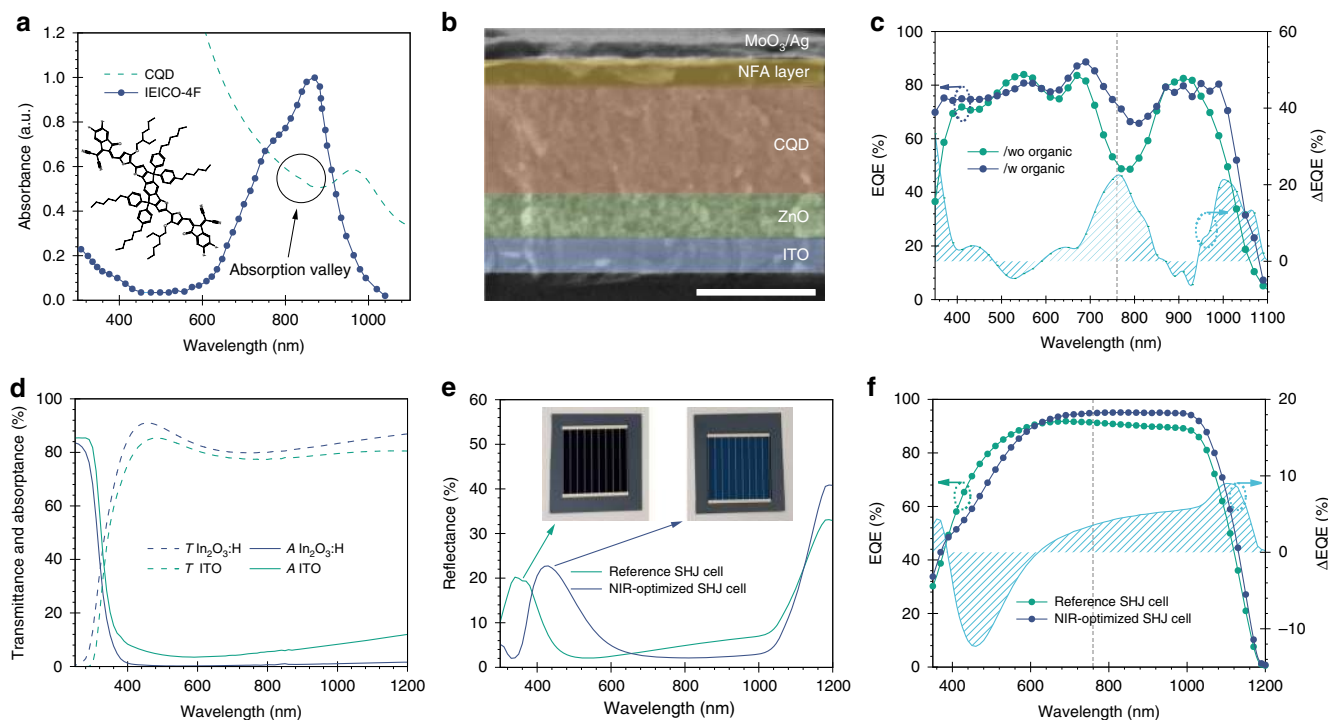 a
1.2
1.0
0.8
0.6
0.4
0.2
0.0
Absorbance (a.u.)
CQD
IEICO-4F
Absorption valley
400
600
800
1000
Wavelength (nm)
b
MoO3/Ag
NFA layer
CQD
ZnO
ITO
c
100
80
60
40
20
0
EQE (%)
/wo organic
/w organic
60
40
20
0
−10
ΔEQE (%)
400
500
600
700
800
900
1000
1100
Wavelength (nm)
d
100
80
60
40
20
0
Transmittance and absorptance (%)
T In2O3:H
A In2O3:H
T ITO
A ITO
400
600
800
1000
1200
Wavelength (nm)
e
60
50
40
30
20
10
0
Reflectance (%)
Reference SHJ cell
NIR-optimized SHJ cell
400
600
800
1000
1200
Wavelength (nm)
f
100
80
60
40
20
0
EQE (%)
Reference SHJ cell
NIR-optimized SHJ cell
20
10
0
−10
−15
ΔEQE (%)
400
600
800
1000
1200
Wavelength (nm)